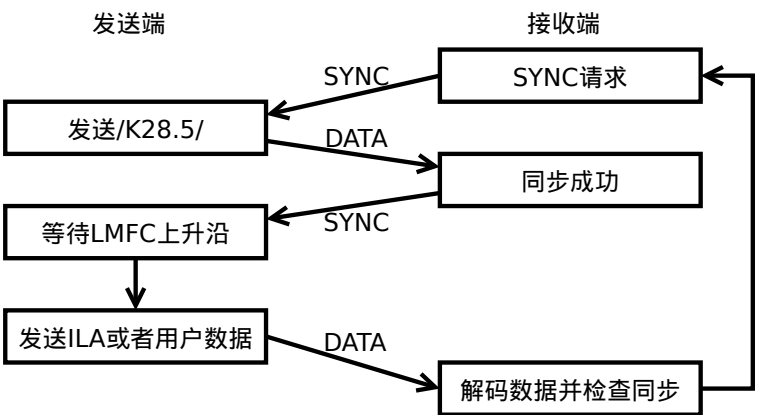 发送端
接收端
SYNC
SYNC请求
发送/K28.5/
DATA
同步成功
SYNC
等待LMFC上升沿
发送ILA或者用户数据
DATA
解码数据并检查同步